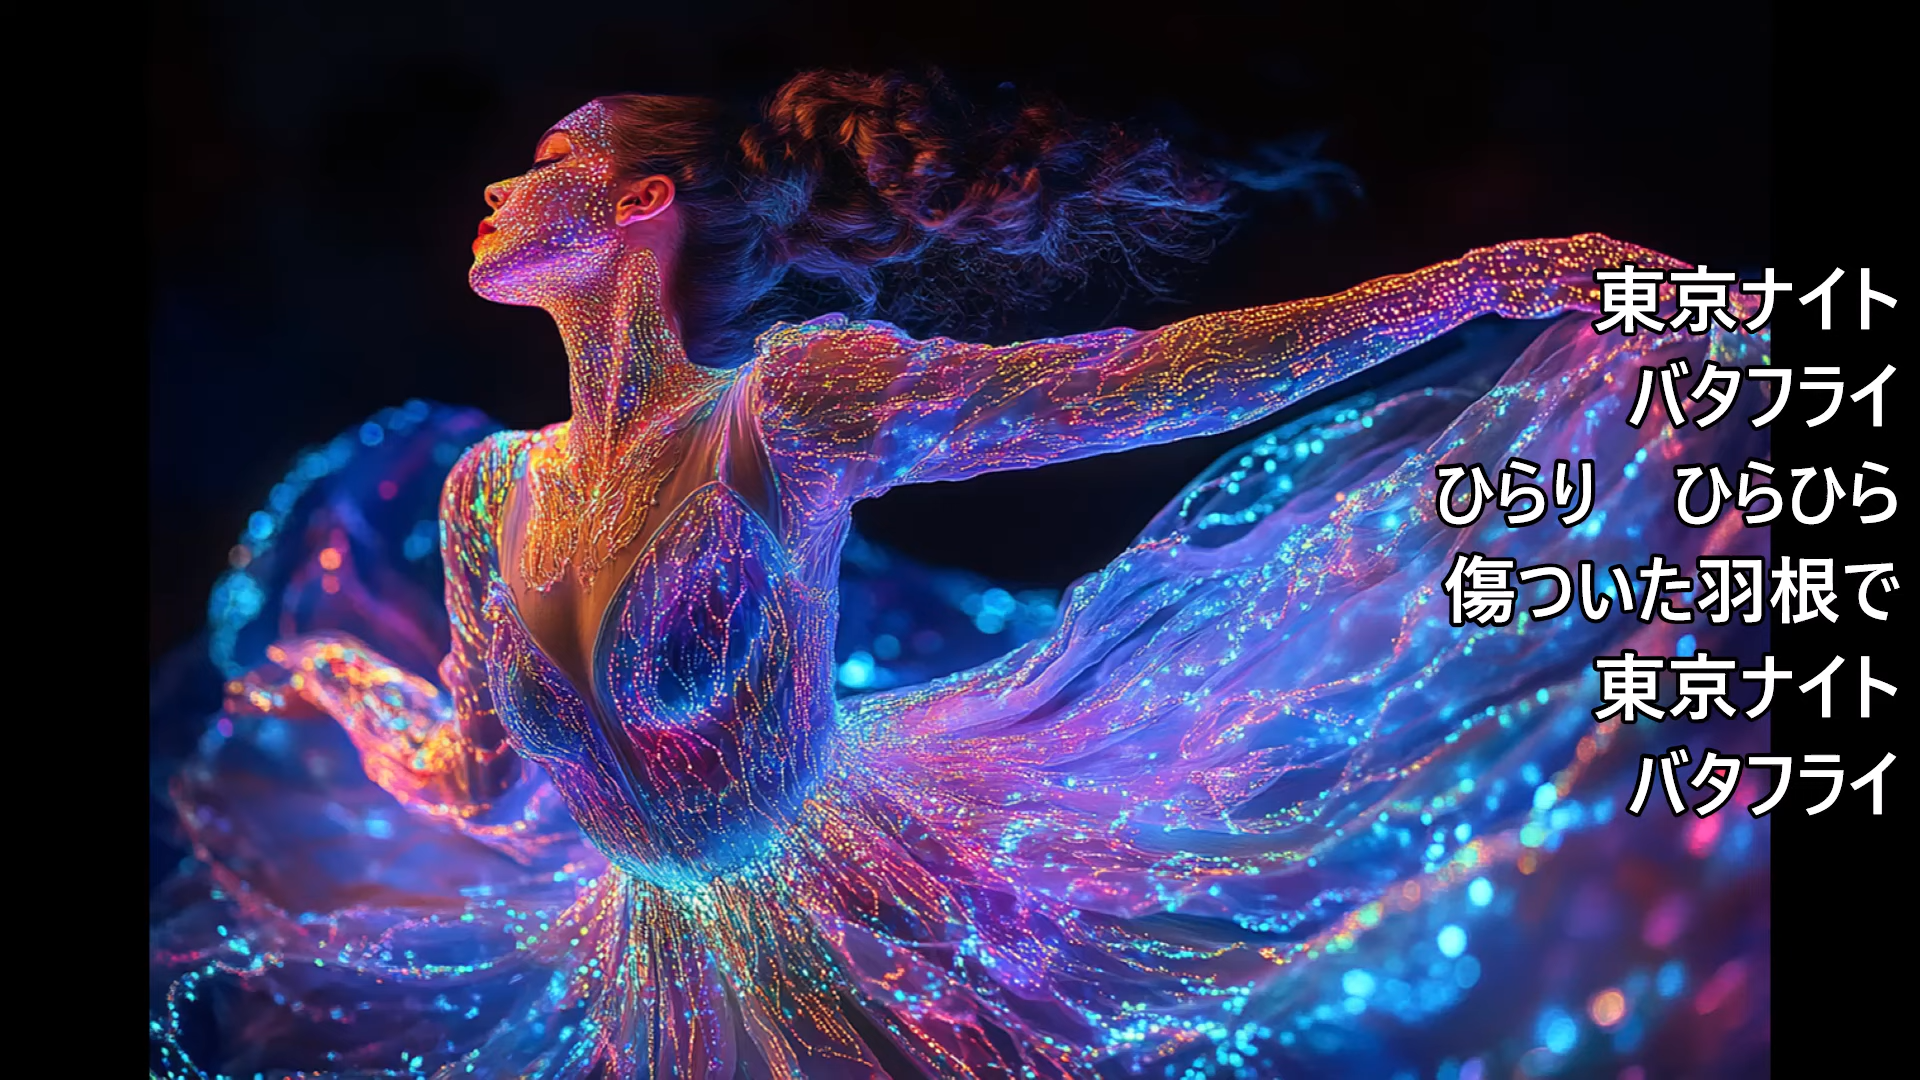 東京ナイト
バタフライ
ひらり　ひらひら
傷ついた羽根で
東京ナイト
バタフライ